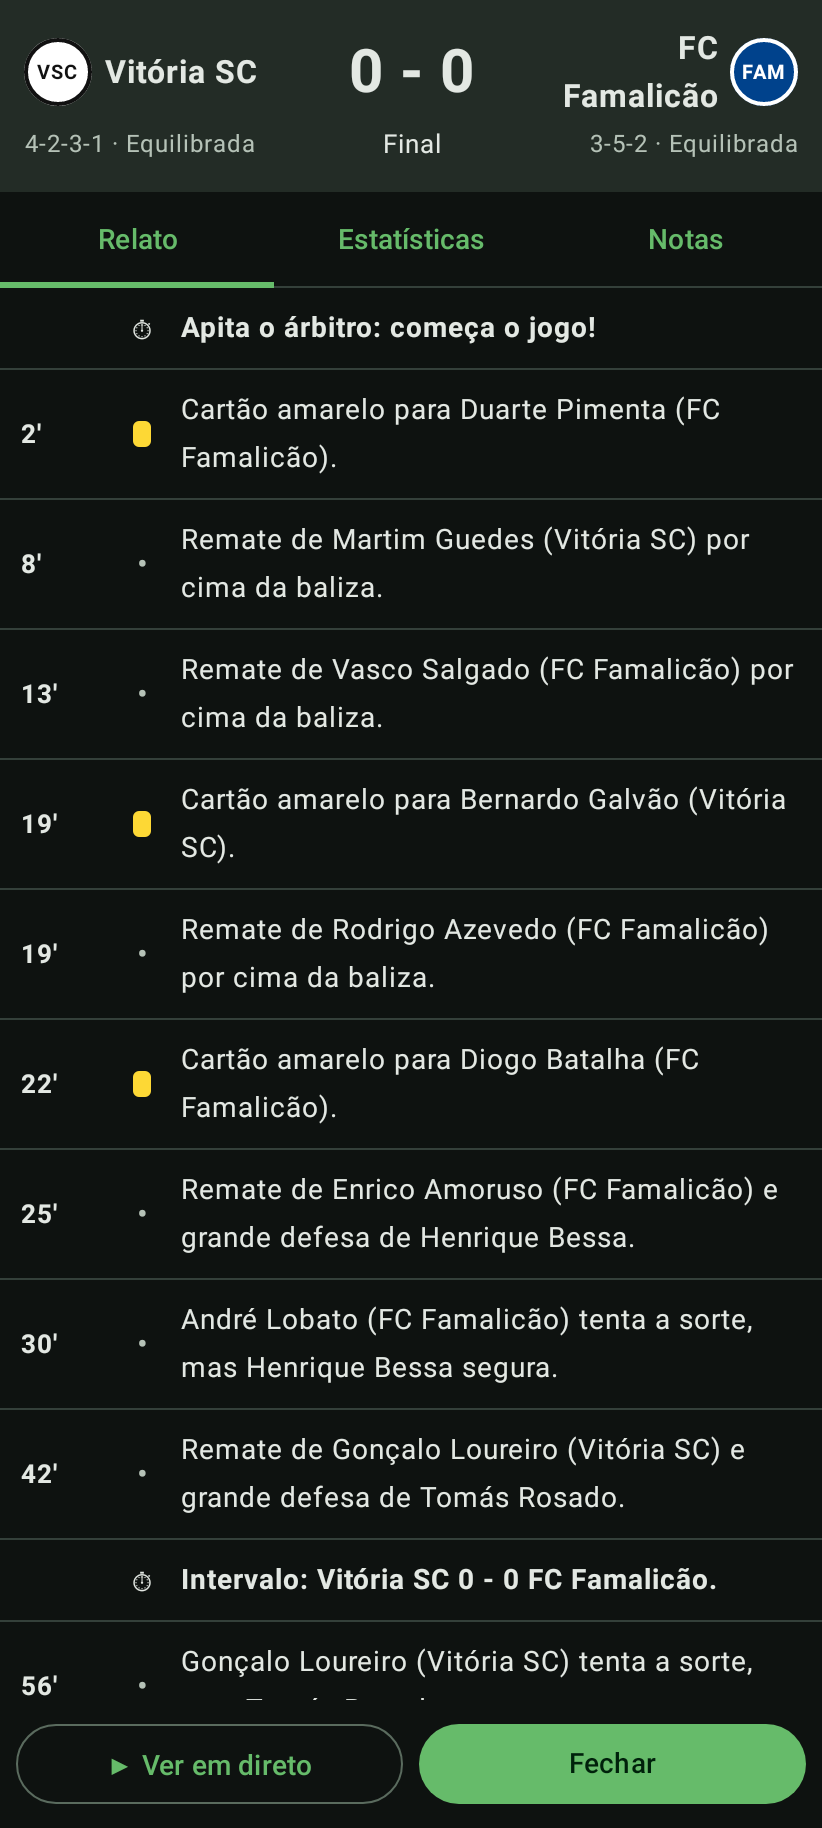 VSC Vitória SC
0 - 0
FC
Famalicão
FAM
4-2-3-1 · Equilibrada
Final
3-5-2 · Equilibrada
Relato
Estatísticas
Notas
Apita o árbitro: começa o jogo!
2'
Cartão amarelo para Duarte Pimenta (FC
Famalicão).
8'
Remate de Martim Guedes (Vitória SC) por
cima da baliza.
13'
Remate de Vasco Salgado (FC Famalicão) por
cima da baliza.
19'
Cartão amarelo para Bernardo Galvão (Vitória
SC).
19'
Remate de Rodrigo Azevedo (FC Famalicão)
por cima da baliza.
22'
Cartão amarelo para Diogo Batalha (FC
Famalicão).
25'
Remate de Enrico Amoruso (FC Famalicão) e
grande defesa de Henrique Bessa.
30'
André Lobato (FC Famalicão) tenta a sorte,
mas Henrique Bessa segura.
42'
Remate de Gonçalo Loureiro (Vitória SC) e
grande defesa de Tomás Rosado.
Intervalo: Vitória SC 0 - 0 FC Famalicão.
56'
Gonçalo Loureiro (Vitória SC) tenta a sorte,
► Ver em direto
Fechar